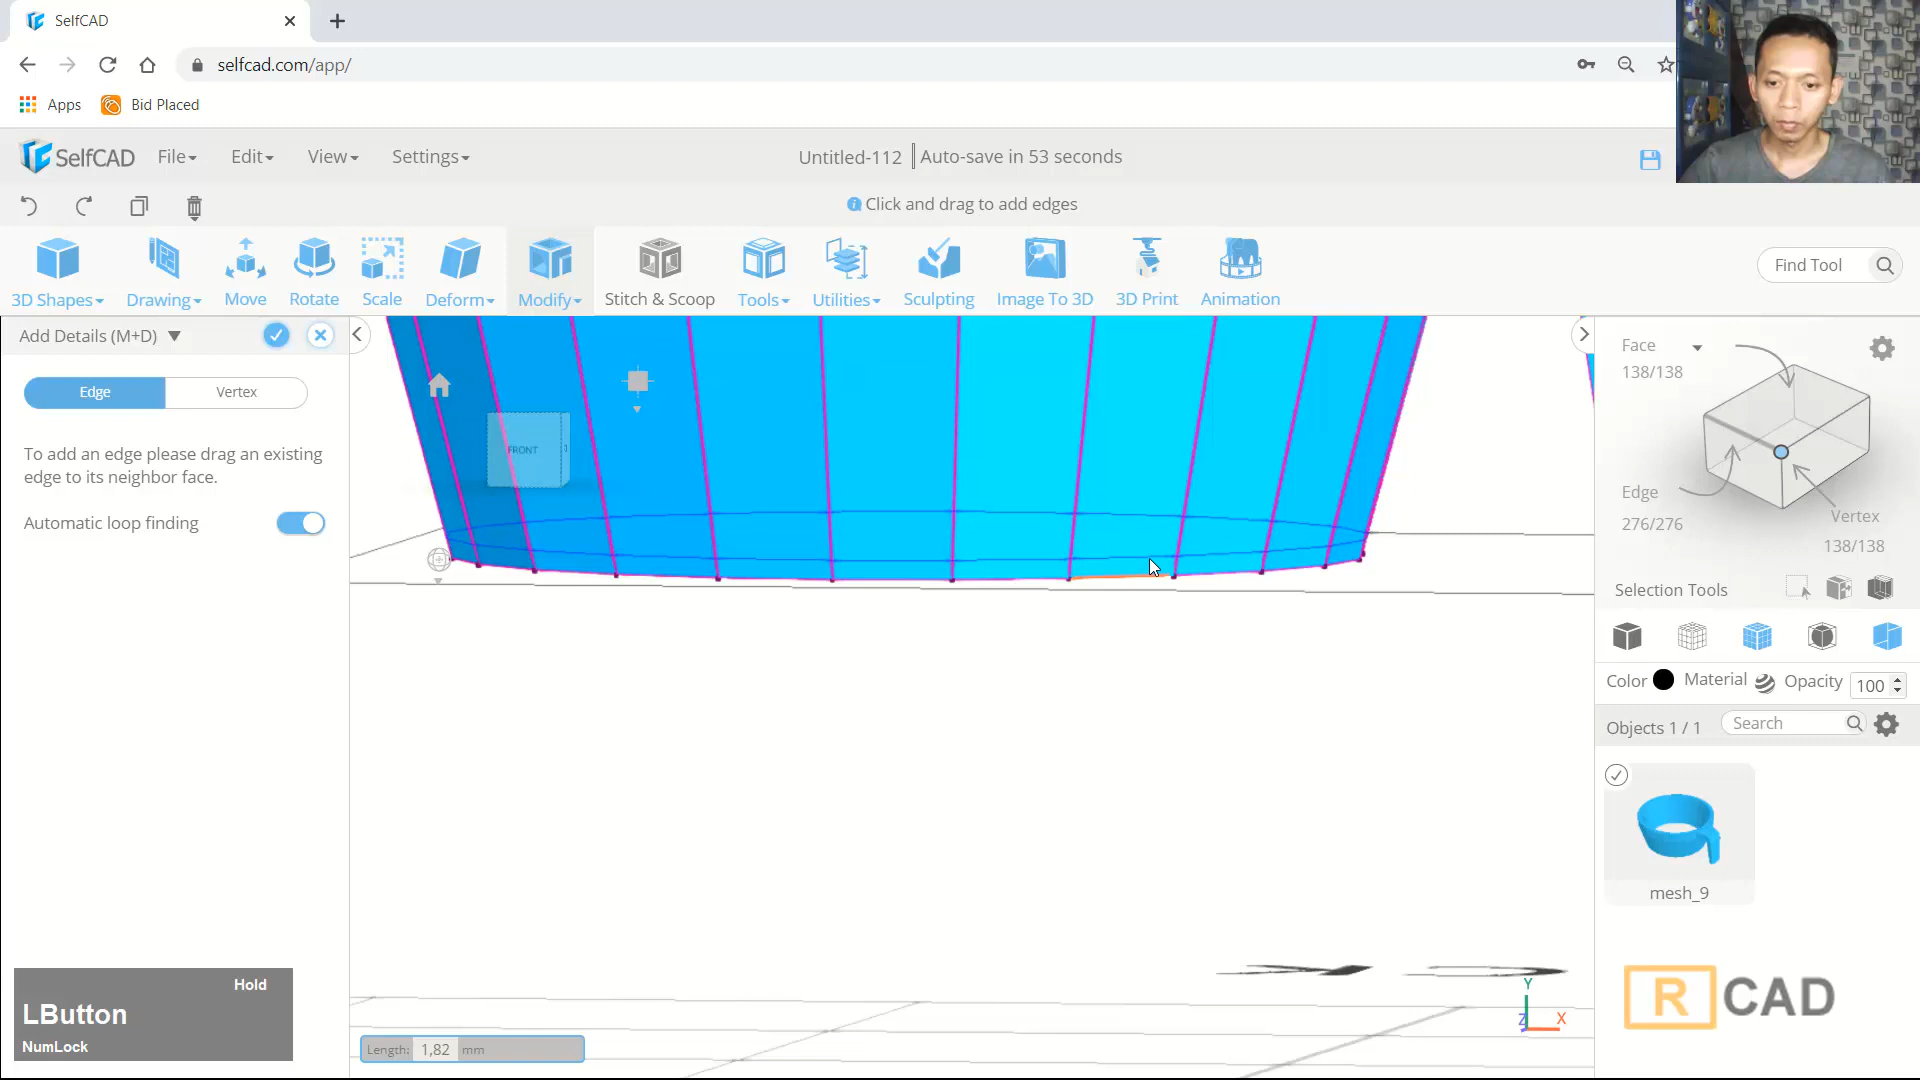 SelfCAD
selfcad.com/app/
Apps
Bid Placed
SelfCAD
File
Edit
View
Settings
Untitled-112
Auto-save in 53 seconds
Click and drag to add edges
3D Shapes
Drawing
Move
Rotate
Scale
Deform
Modify
Stitch & Scoop
Tools
Utilities
Sculpting
Image To 3D
3D Print
Animation
Find Tool
Add Details (M+D)
Edge
Vertex
To add an edge please drag an existing
edge to its neighbor face.
Automatic loop finding
FRONT
Face
138/138
Edge
276/276
Vertex
138/138
Selection Tools
Color
Material
Opacity
100
Objects 1 / 1
Search
mesh_9
Hold
LButton
NumLock
Length: 1,82 mm
Y
Z
X
R CAD